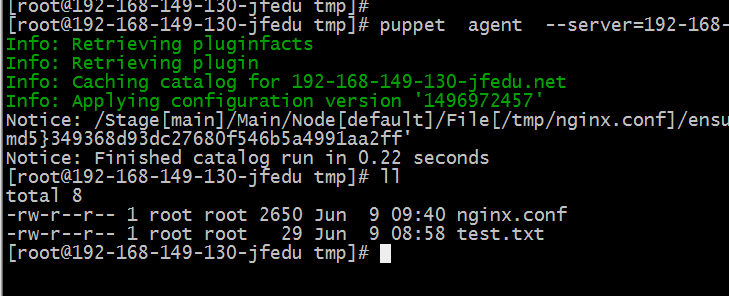 [root@192-168-149-130-jfedu tmp]#
[root@192-168-149-130-jfedu tmp]# puppet  agent  --server=192-168-
Info: Retrieving pluginfacts
Info: Retrieving plugin
Info: Caching catalog for 192-168-149-130-jfedu.net
Info: Applying configuration version '1496972457'
Notice: /Stage[main]/Main/Node[default]/File[/tmp/nginx.conf]/ensu
md5}349368d93dc27680f546b5a4991aa2ff'
Notice: Finished catalog run in 0.22 seconds
[root@192-168-149-130-jfedu tmp]# ll
total 8
-rw-r--r-- 1 root root 2650 Jun  9 09:40 nginx.conf
-rw-r--r-- 1 root root   29 Jun  9 08:58 test.txt
[root@192-168-149-130-jfedu tmp]#